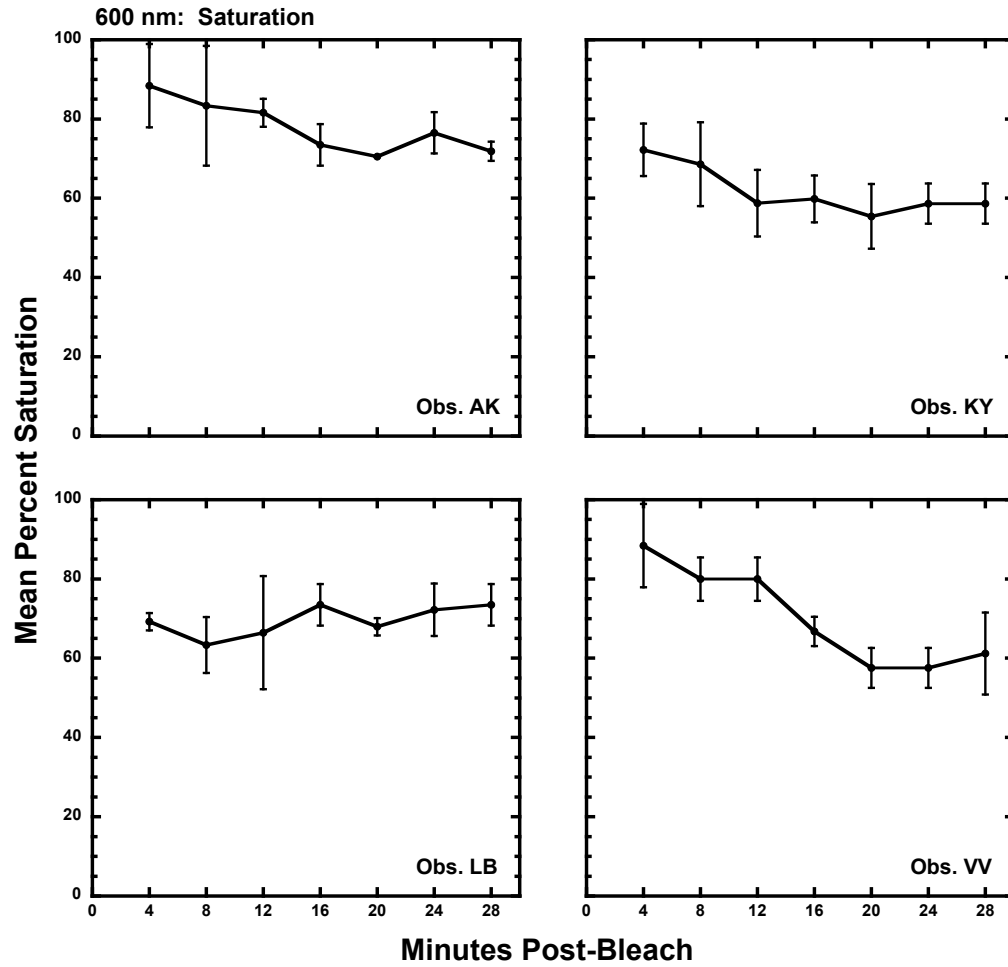 600 nm: Saturation
100
80
60
40
20
0
Obs. AK
Obs. KY
Mean Percent Saturation
100
80
60
40
20
0
Obs. LB
Obs. VV
0 4 8 12 16 20 24 28
0 4 8 12 16 20 24 28
Minutes Post-Bleach